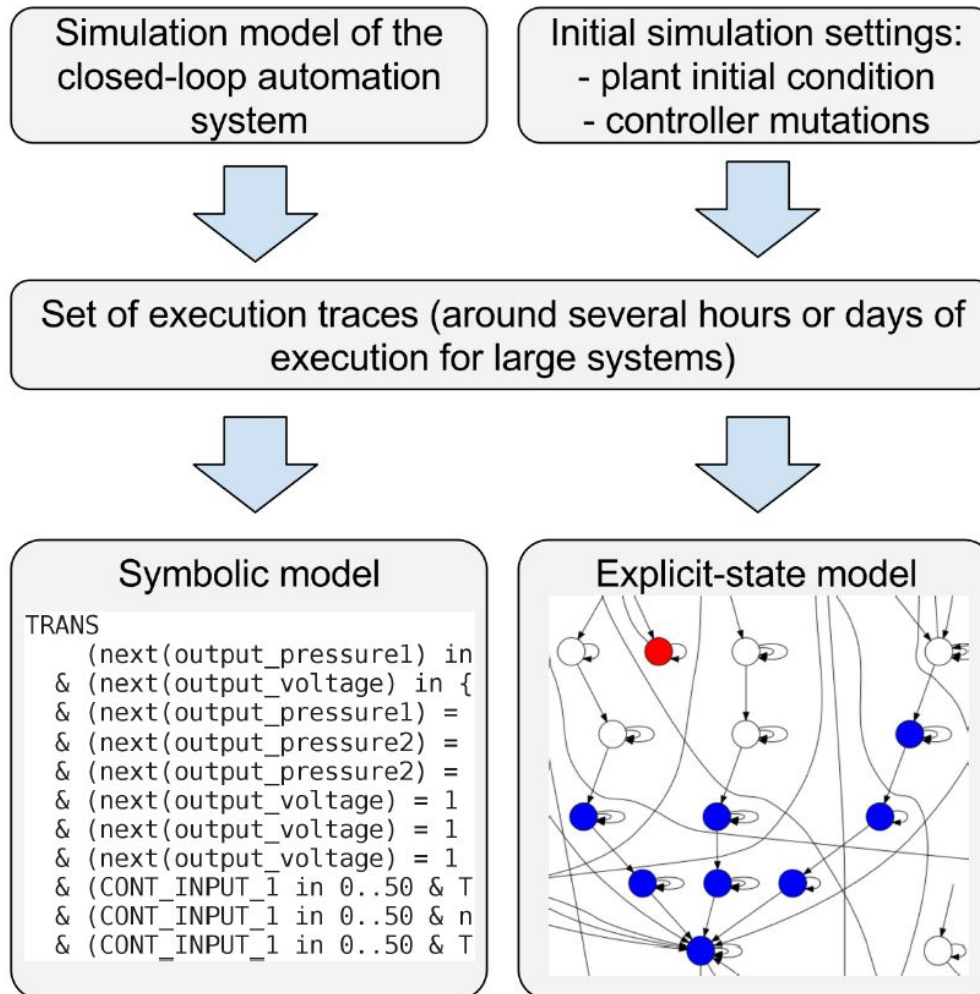 Simulation model of the
closed-loop automation
system
Initial simulation settings:
- plant initial condition
- controller mutations
Set of execution traces (around several hours or days of
execution for large systems)
Symbolic model
TRANS
(next(output_pressure1) in
& (next(output_voltage) in {
& (next(output_pressure1) =
& (next(output_pressure2) =
& (next(output_pressure2) =
& (next(output_voltage) = 1
& (next(output_voltage) = 1
& (next(output_voltage) = 1
& (CONT_INPUT_1 in 0..50 & T
& (CONT_INPUT_1 in 0..50 & n
& (CONT_INPUT_1 in 0..50 & T
Explicit-state model